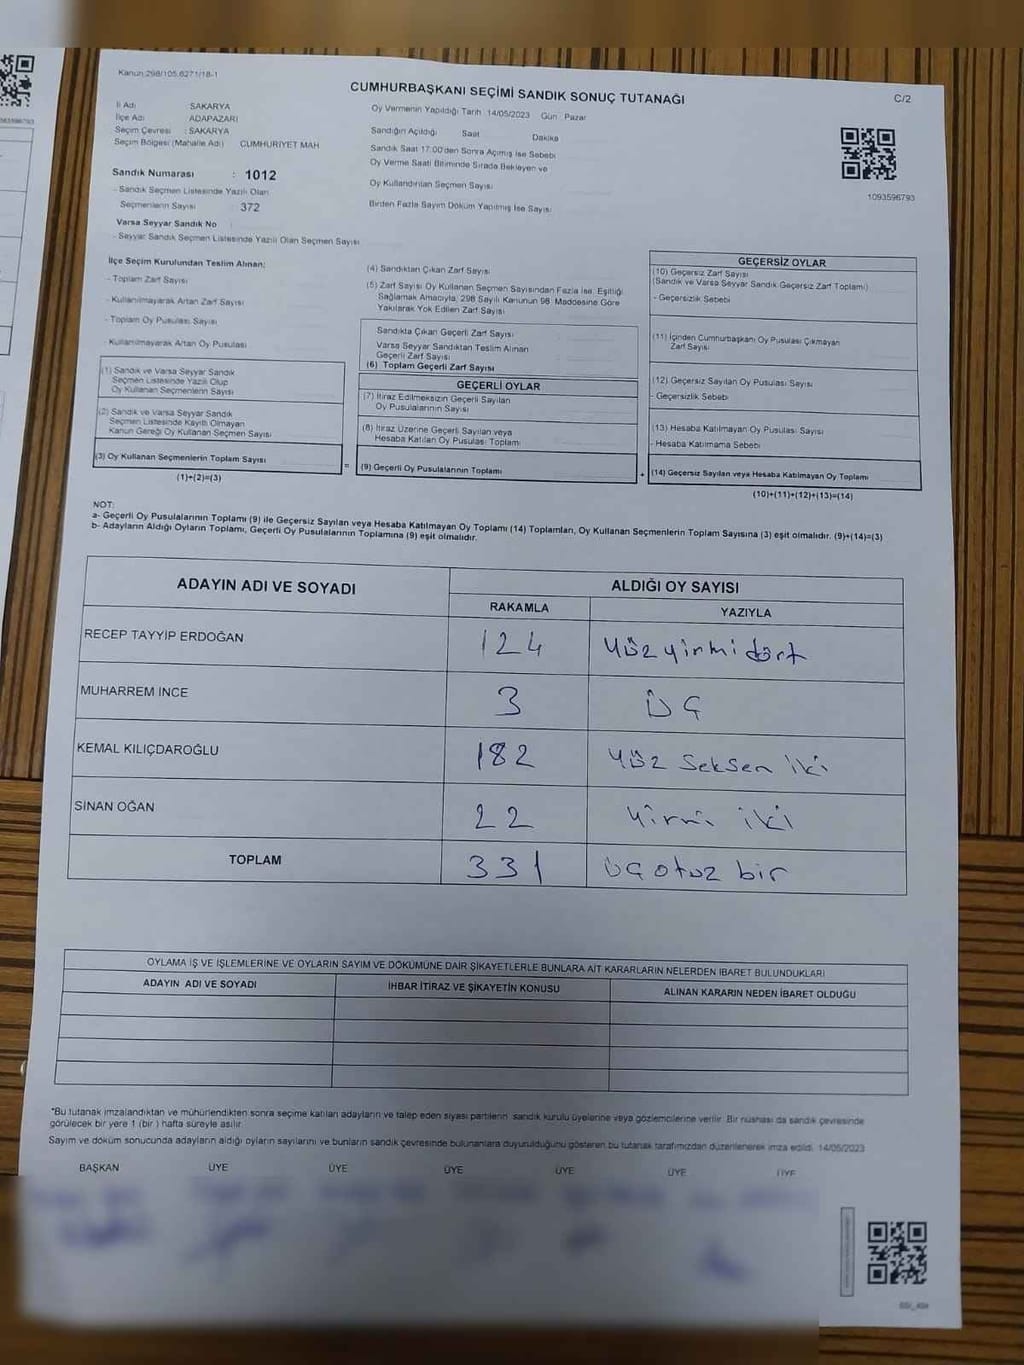 Kanun:298/105,6271/18-1
CUMHURBAŞKANI SEÇİMİ SANDIK SONUÇ TUTANAĞI
C/2
İl Adı SAKARYA
İlçe Adı ADAPAZARI
Seçim Çevresi : SAKARYA
Seçim Bölgesi (Mahalle Adı) CUMHURİYET MAH
Oy Vermenin Yapıldığı Tarih 14/05/2023 Gün Pazar
Sandığın Açıldığı Saat Dakika
Sandık Saat 17:00'den Sonra Açılmış İse Sebebi
Oy Verme Saati Bitiminde Sırada Bekleyen ve
Oy Kullandırılan Seçmen Sayısı
Birden Fazla Sayım Döküm Yapılmış İse Sayısı
1093596793
Sandık Numarası : 1012
- Sandık Seçmen Listesinde Yazılı Olan
Seçmenlerin Sayısı 372
Varsa Seyyar Sandık No
- Seyyar Sandık Seçmen Listesinde Yazılı Olan Seçmen Sayısı
İlçe Seçim Kurulundan Teslim Alınan;
- Toplam Zarf Sayısı
- Kullanılmayarak Artan Zarf Sayısı
- Toplam Oy Pusulası Sayısı
- Kullanılmayarak Artan Oy Pusulası
(1) Sandık ve Varsa Seyyar Sandık
Seçmen Listesinde Yazılı Olup
Oy Kullanan Seçmenlerin Sayısı
(2) Sandık ve Varsa Seyyar Sandık
Seçmen Listesinde Kayıtlı Olmayan
Kanun Gereği Oy Kullanan Seçmen Sayısı
(3) Oy Kullanan Seçmenlerin Toplam Sayısı
(1)+(2)=(3)
(4) Sandıktan Çıkan Zarf Sayısı
(5) Zarf Sayısı Oy Kullanan Seçmen Sayısından Fazla İse, Eşitliği
Sağlamak Amacıyla, 298 Sayılı Kanunun 98. Maddesine Göre
Yakılarak Yok Edilen Zarf Sayısı
Sandıkta Çıkan Geçerli Zarf Sayısı
Varsa Seyyar Sandıktan Teslim Alınan
Geçerli Zarf Sayısı
(6) Toplam Geçerli Zarf Sayısı
GEÇERLİ OYLAR
(7) İtiraz Edilmeksizin Geçerli Sayılan
Oy Pusulalarının Sayısı
(8) İtiraz Üzerine Geçerli Sayılan veya
Hesaba Katılan Oy Pusulası Toplamı
=
(9) Geçerli Oy Pusulalarının Toplamı
+
GEÇERSİZ OYLAR
(10) Geçersiz Zarf Sayısı
(Sandık ve Varsa Seyyar Sandık Geçersiz Zarf Toplamı)
- Geçersizlik Sebebi
(11) İçinden Cumhurbaşkanı Oy Pusulası Çıkmayan
Zarf Sayısı
(12) Geçersiz Sayılan Oy Pusulası Sayısı
- Geçersizlik Sebebi
(13) Hesaba Katılmayan Oy Pusulası Sayısı
- Hesaba Katılmama Sebebi
(14) Geçersiz Sayılan veya Hesaba Katılmayan Oy Toplamı
(10)+(11)+(12)+(13)=(14)
NOT:
a- Geçerli Oy Pusulalarının Toplamı (9) ile Geçersiz Sayılan veya Hesaba Katılmayan Oy Toplamı (14) Toplamları, Oy Kullanan Seçmenlerin Toplam Sayısına (3) eşit olmalıdır. (9)+(14)=(3)
b- Adayların Aldığı Oyların Toplamı, Geçerli Oy Pusulalarının Toplamına (9) eşit olmalıdır.
ADAYIN ADI VE SOYADI
ALDIĞI OY SAYISI
RAKAMLA YAZIYLA
RECEP TAYYİP ERDOĞAN 124 yüz yirmi dört
MUHARREM İNCE 3 üç
KEMAL KILIÇDAROĞLU 182 yüz seksen iki
SİNAN OĞAN 22 yirmi iki
TOPLAM 331 üç otuz bir
OYLAMA İŞ VE İŞLEMLERİNE VE OYLARIN SAYIM VE DÖKÜMÜNE DAİR ŞİKAYETLERLE BUNLARA AİT KARARLARIN NELERDEN İBARET BULUNDUKLARI
ADAYIN ADI VE SOYADI İHBAR İTİRAZ VE ŞİKAYETİN KONUSU ALINAN KARARIN NEDEN İBARET OLDUĞU
*Bu tutanak imzalandıktan ve mühürlendikten sonra seçime katılan adayların ve talep eden siyasi partilerin sandık kurulu üyelerine veya gözlemcilerine verilir. Bir nüshası da sandık çevresinde
görülecek bir yere 1 (bir) hafta süreyle asılır.
Sayım ve döküm sonucunda adayların aldığı oyların sayılarını ve bunların sandık çevresinde bulunanlara duyurulduğunu gösteren bu tutanak tarafımızdan düzenlenerek imza edildi. 14/05/2023
BAŞKAN ÜYE ÜYE ÜYE ÜYE ÜYE ÜYE